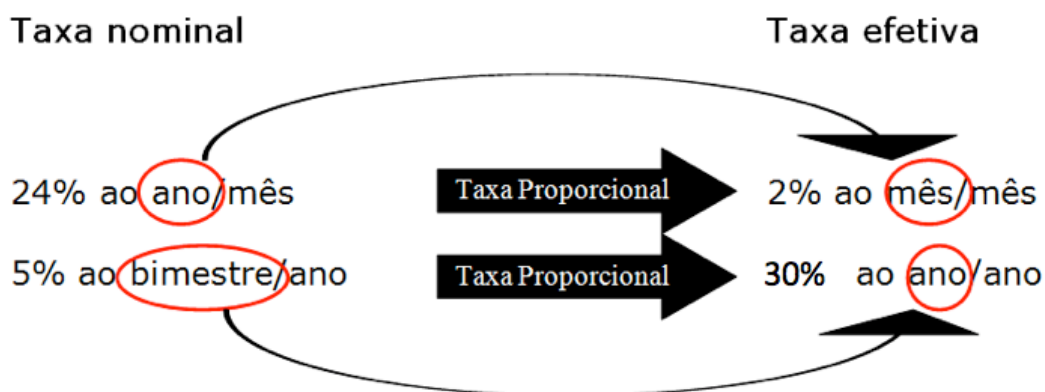 Taxa nominal Taxa efetiva
24% ao ano/mês Taxa Proporcional 2% ao mês/mês
5% ao bimestre/ano Taxa Proporcional 30% ao ano/ano